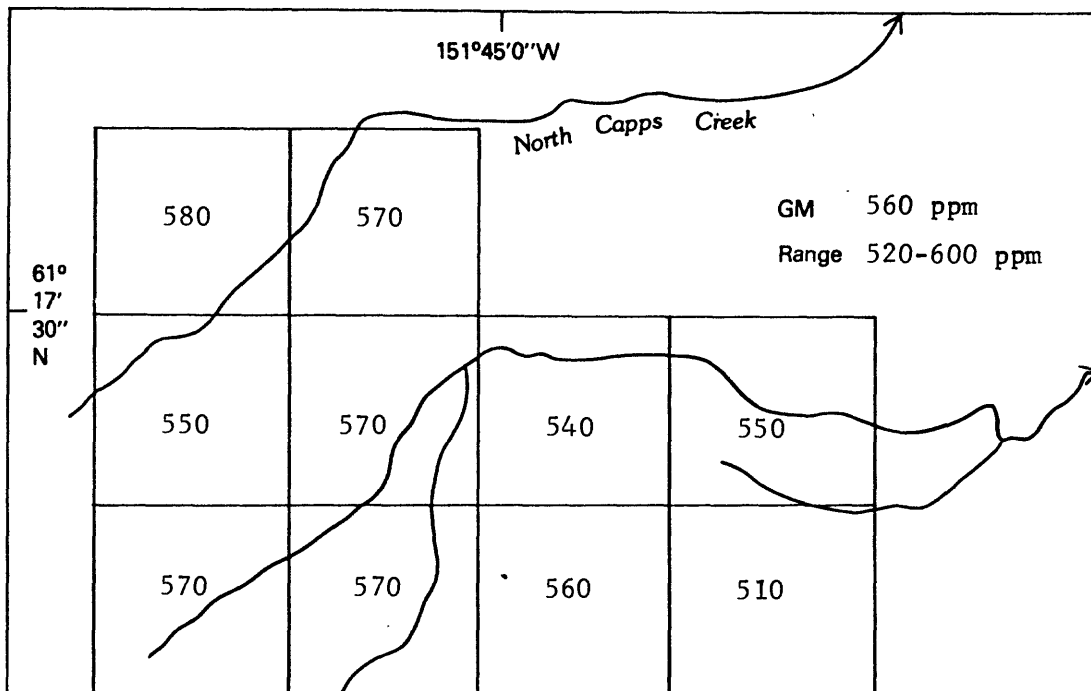 151°45'0"W
North Capps Creek
580 570
GM 560 ppm
Range 520-600 ppm
61°
17'
30"
N
550 570 540 550
570 570 560 510